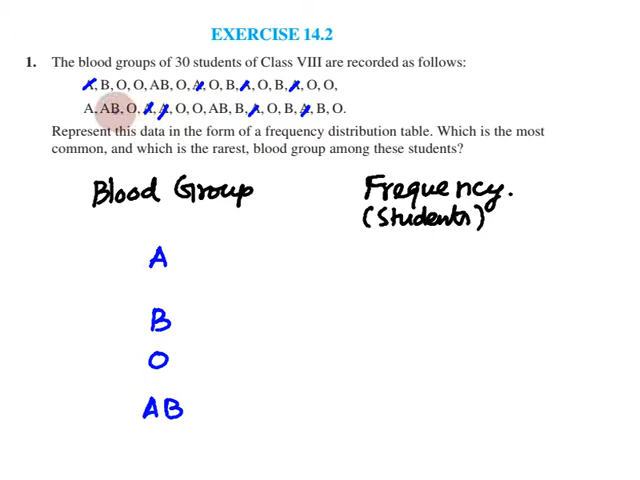 EXERCISE 14.2
1. The blood groups of 30 students of Class VIII are recorded as follows:
A, B, O, O, AB, O, A, O, B, A, O, B, A, O, O,
A, AB, O, A, A, O, O, AB, B, A, O, B, A, B, O.
Represent this data in the form of a frequency distribution table. Which is the most
common, and which is the rarest, blood group among these students?
Blood Group Frequency.
(Students)
A
B
O
AB